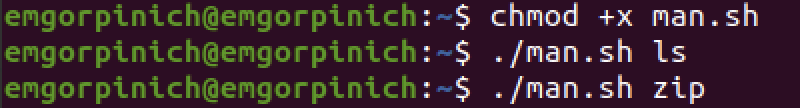 emgorpinich@emgorpinich:~$ chmod +x man.sh
emgorpinich@emgorpinich:~$ ./man.sh ls
emgorpinich@emgorpinich:~$ ./man.sh zip